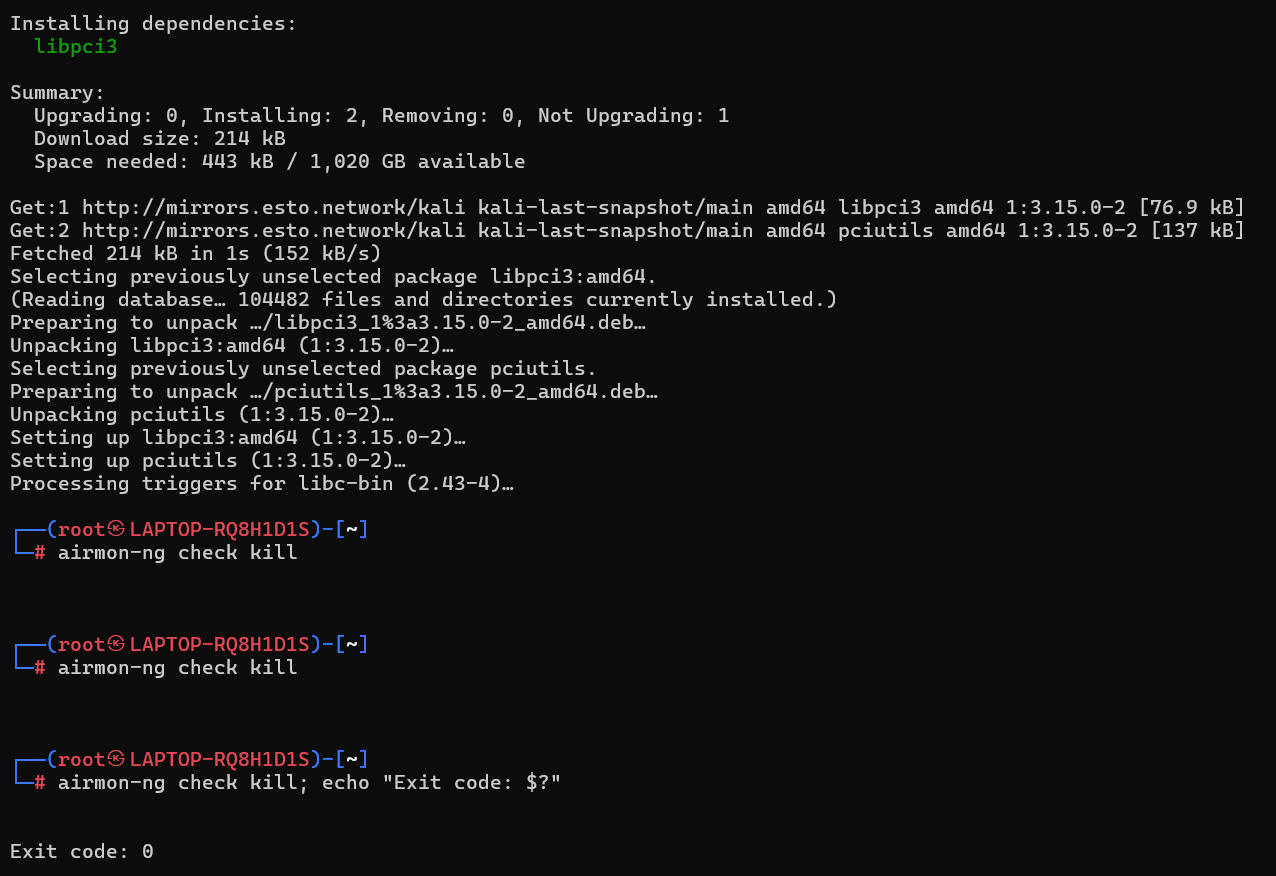 Installing dependencies:
libpci3
Summary:
Upgrading: 0, Installing: 2, Removing: 0, Not Upgrading: 1
Download size: 214 kB
Space needed: 443 kB / 1,020 GB available
Get:1 http://mirrors.esto.network/kali kali-last-snapshot/main amd64 libpci3 amd64 1:3.15.0-2 [76.9 kB]
Get:2 http://mirrors.esto.network/kali kali-last-snapshot/main amd64 pciutils amd64 1:3.15.0-2 [137 kB]
Fetched 214 kB in 1s (152 kB/s)
Selecting previously unselected package libpci3:amd64.
(Reading database… 104482 files and directories currently installed.)
Preparing to unpack …/libpci3_1%3a3.15.0-2_amd64.deb…
Unpacking libpci3:amd64 (1:3.15.0-2)…
Selecting previously unselected package pciutils.
Preparing to unpack …/pciutils_1%3a3.15.0-2_amd64.deb…
Unpacking pciutils (1:3.15.0-2)…
Setting up libpci3:amd64 (1:3.15.0-2)…
Setting up pciutils (1:3.15.0-2)…
Processing triggers for libc-bin (2.43-4)…
┌──(root㉿LAPTOP-RQ8H1D1S)-[~]
└─# airmon-ng check kill
┌──(root㉿LAPTOP-RQ8H1D1S)-[~]
└─# airmon-ng check kill
┌──(root㉿LAPTOP-RQ8H1D1S)-[~]
└─# airmon-ng check kill; echo "Exit code: $?"
Exit code: 0